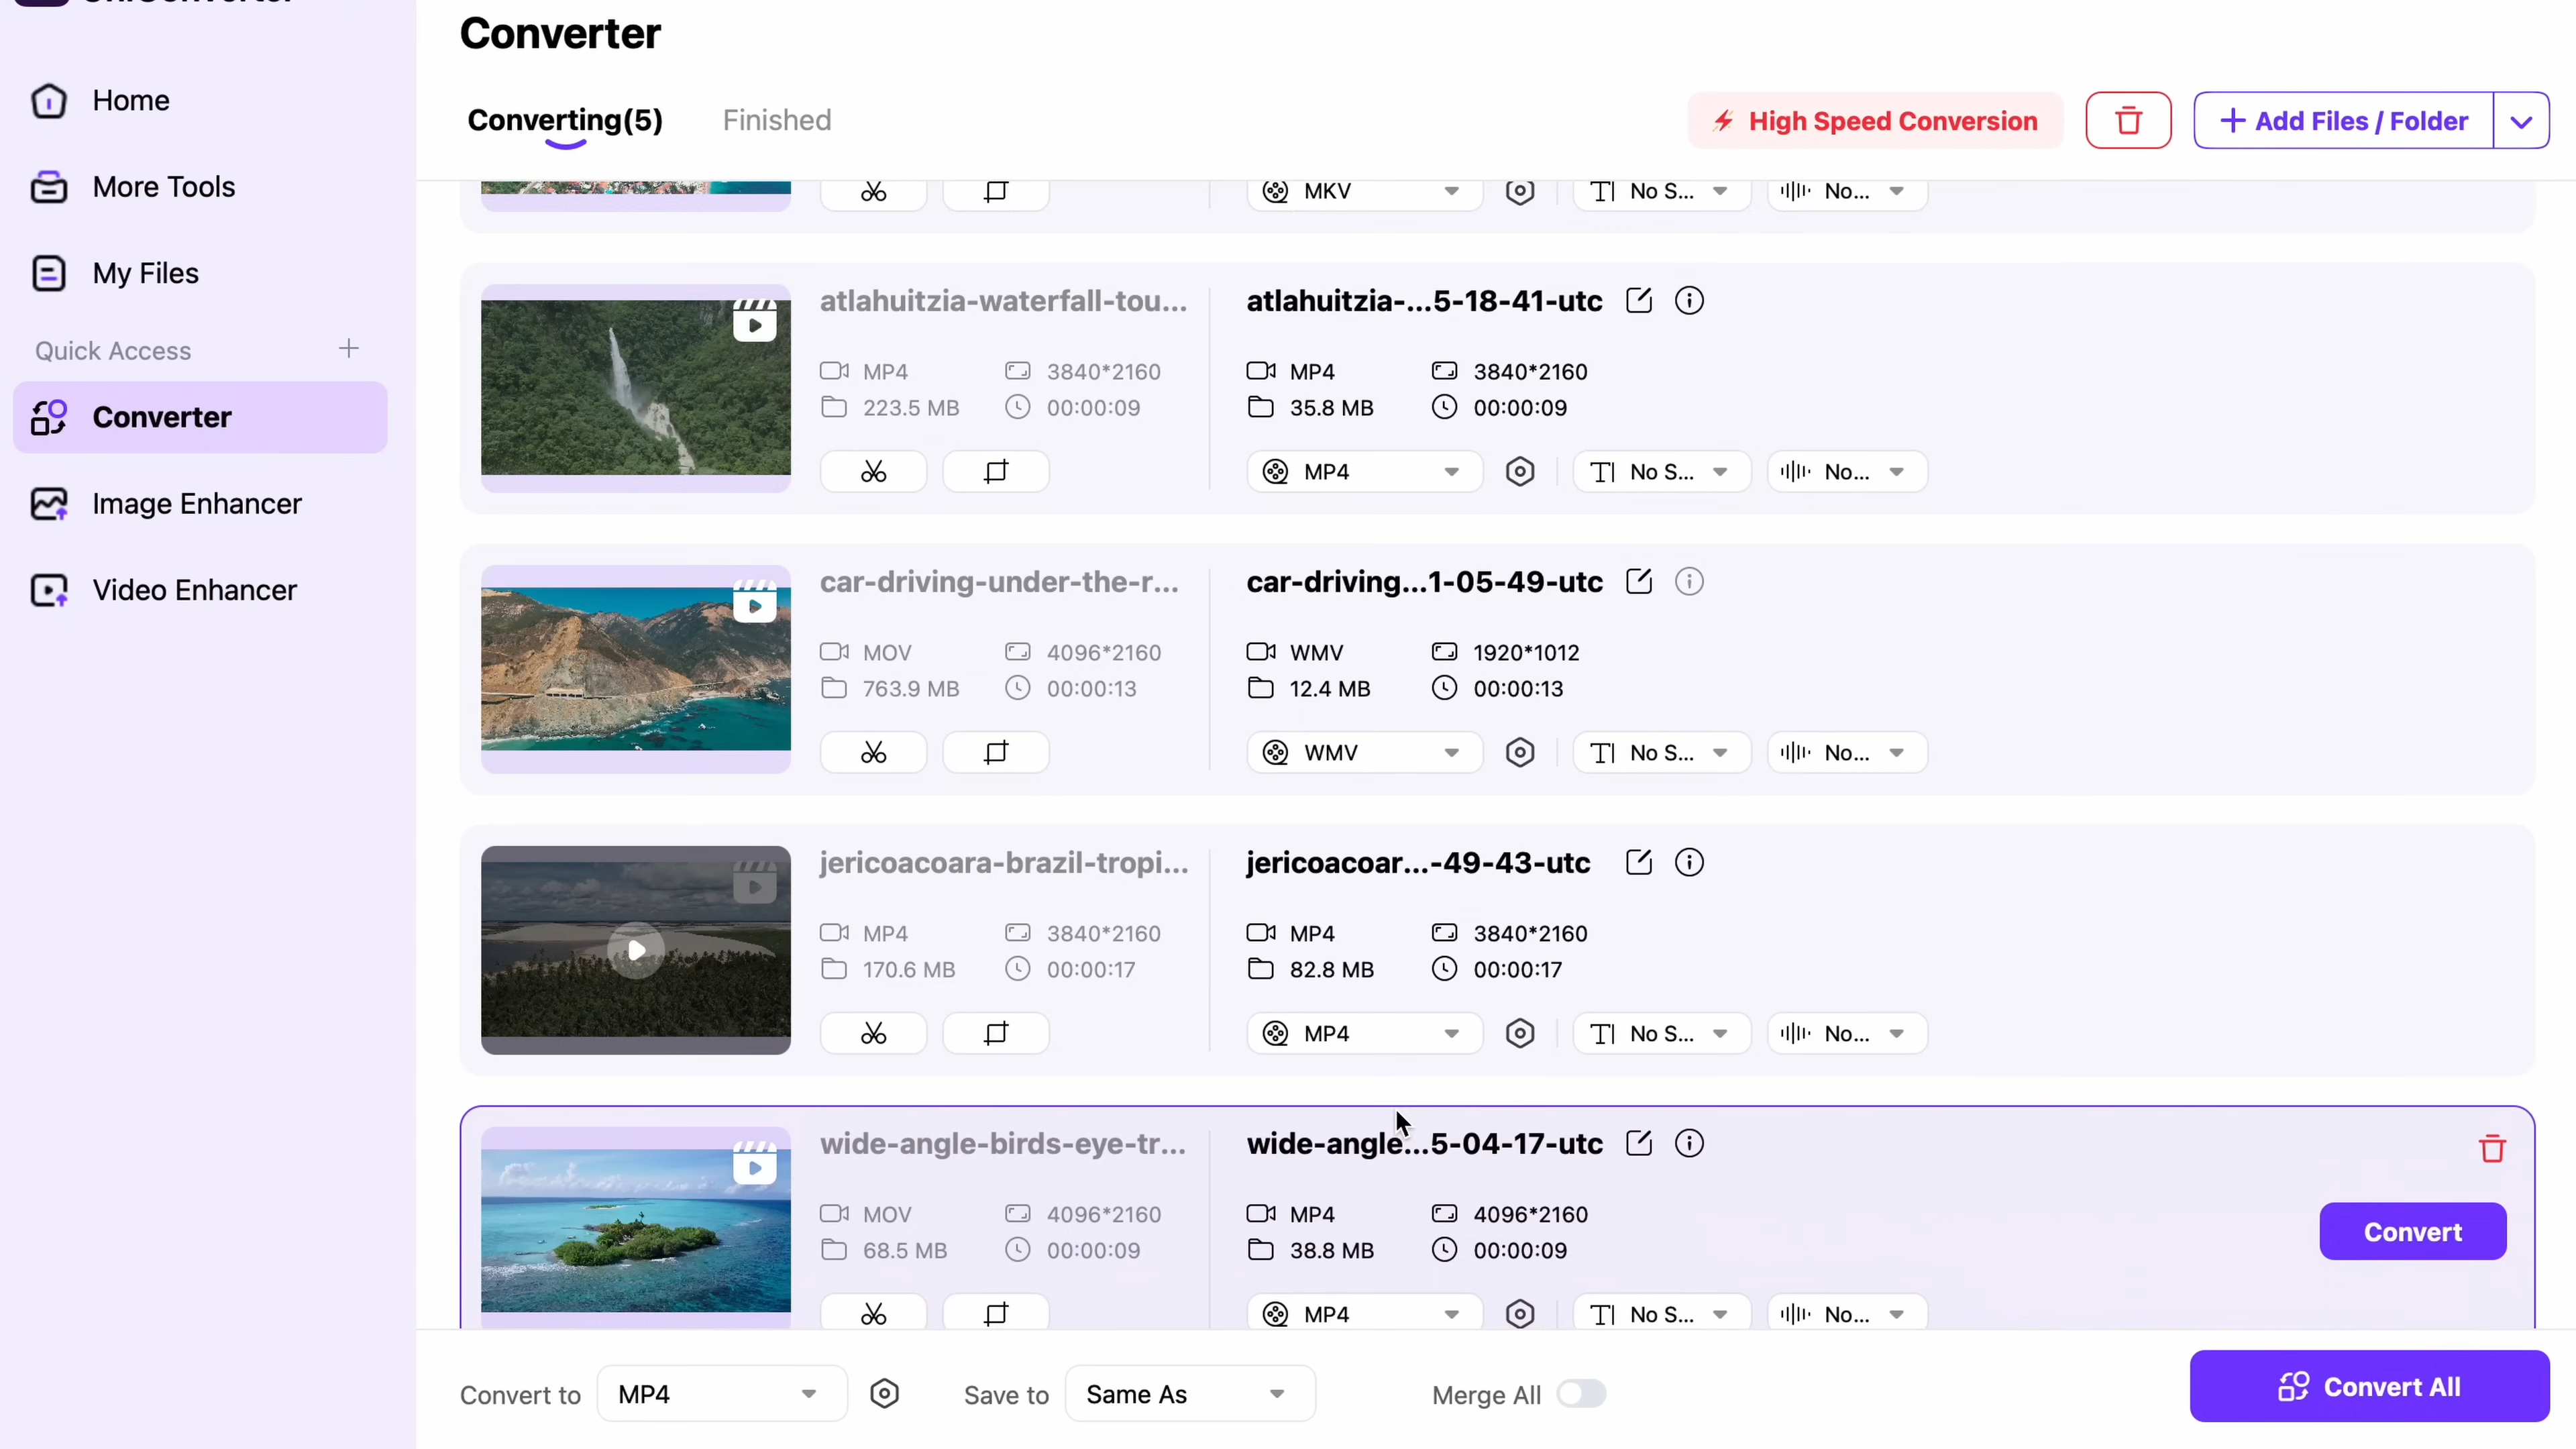 Converter
Home
More Tools
My Files
Quick Access
Converter
Image Enhancer
Video Enhancer
Converting(5)
Finished
High Speed Conversion
Add Files / Folder
MKV
No S...
No...
atlahuitzia-waterfall-tou...
MP4
3840*2160
223.5 MB
00:00:09
atlahuitzia-...5-18-41-utc
MP4
3840*2160
35.8 MB
00:00:09
MP4
No S...
No...
car-driving-under-the-r...
MOV
4096*2160
763.9 MB
00:00:13
car-driving...1-05-49-utc
WMV
1920*1012
12.4 MB
00:00:13
WMV
No S...
No...
jericoacoara-brazil-tropi...
MP4
3840*2160
170.6 MB
00:00:17
jericoacoar...-49-43-utc
MP4
3840*2160
82.8 MB
00:00:17
MP4
No S...
No...
wide-angle-birds-eye-tr...
MOV
4096*2160
68.5 MB
00:00:09
wide-angle...5-04-17-utc
MP4
4096*2160
38.8 MB
00:00:09
Convert
MP4
No S...
No...
Convert to
MP4
Save to
Same As
Merge All
Convert All